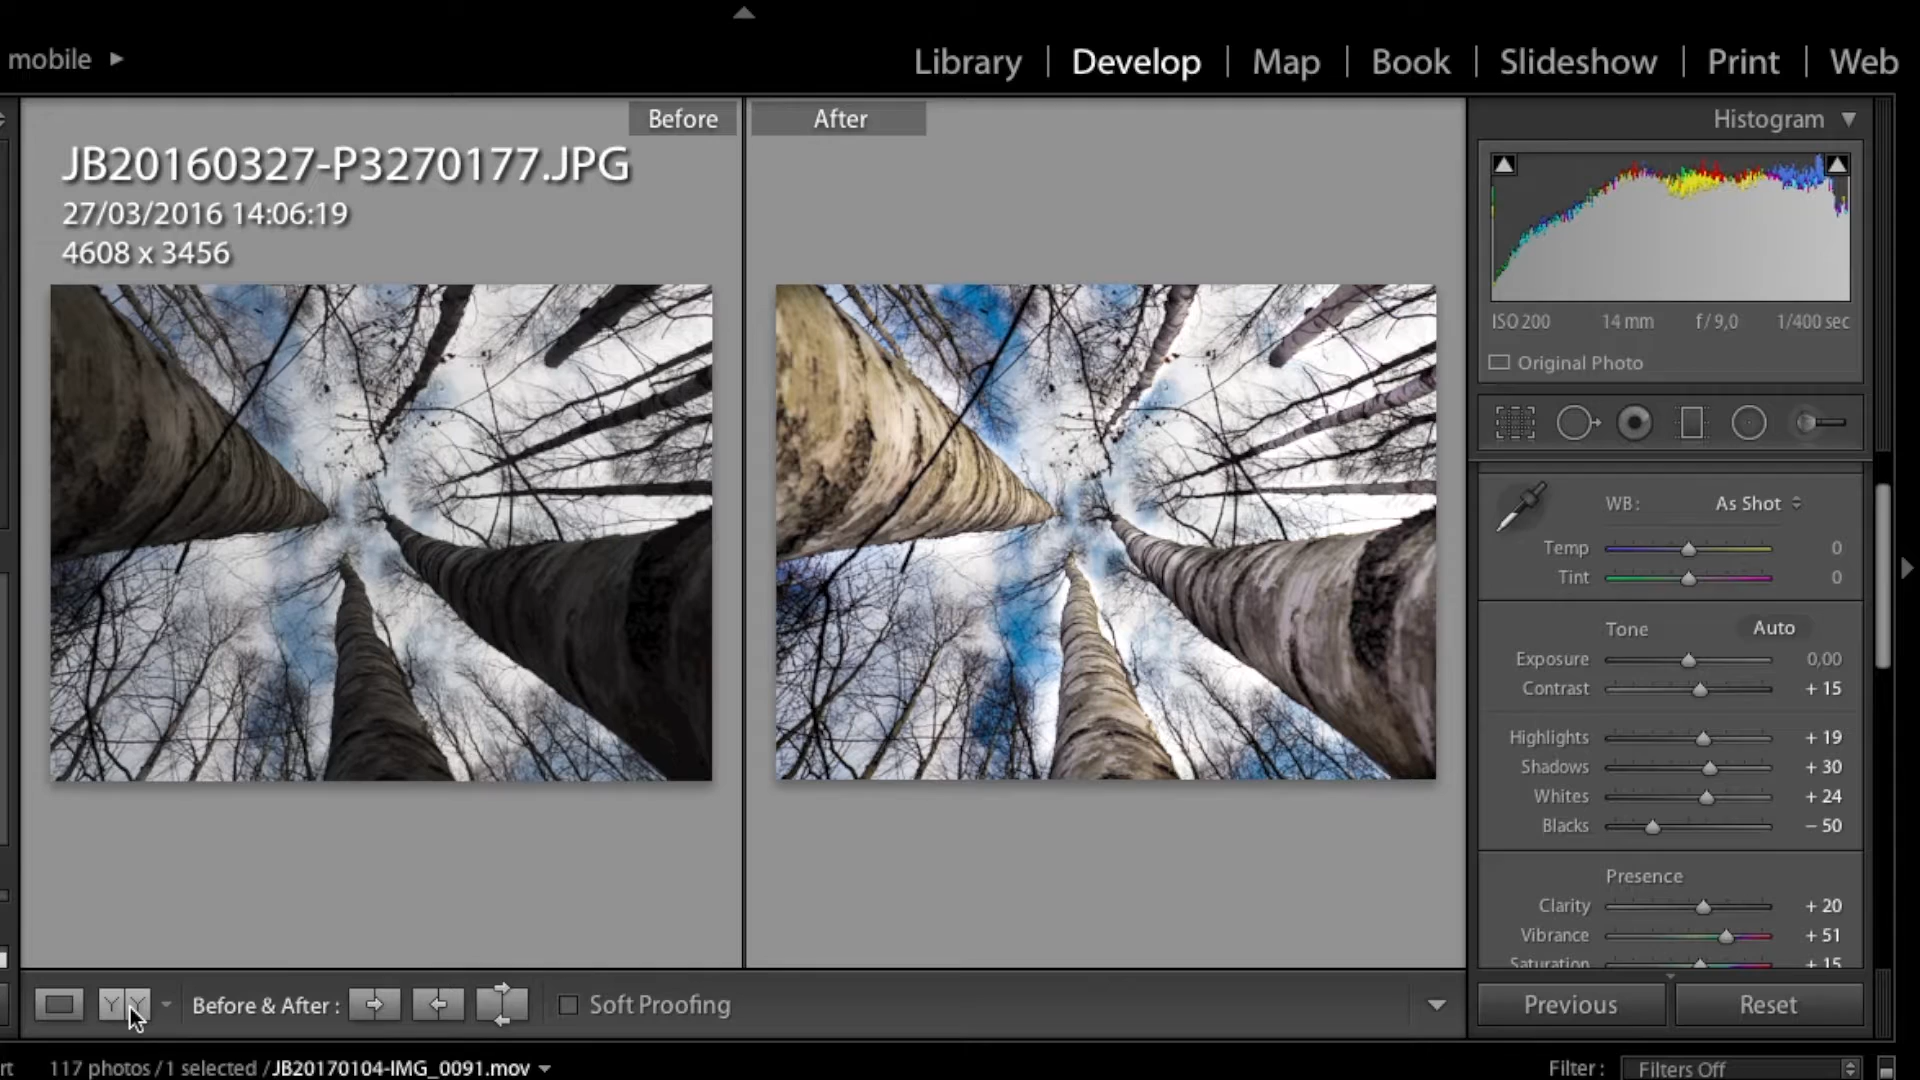 mobile
Library | Develop | Map | Book | Slideshow | Print | Web
Before
After
JB20160327-P3270177.JPG
27/03/2016 14:06:19
4608 x 3456
Histogram
ISO 200 14 mm f/ 9,0 1/400 sec
Original Photo
WB: As Shot
Temp 0
Tint 0
Tone Auto
Exposure 0,00
Contrast + 15
Highlights + 19
Shadows + 30
Whites + 24
Blacks – 50
Presence
Clarity + 20
Vibrance + 51
Saturation + 15
YY Before & After : Soft Proofing
Previous Reset
rt 117 photos / 1 selected / JB20170104-IMG_0091.mov
Filter : Filters Off